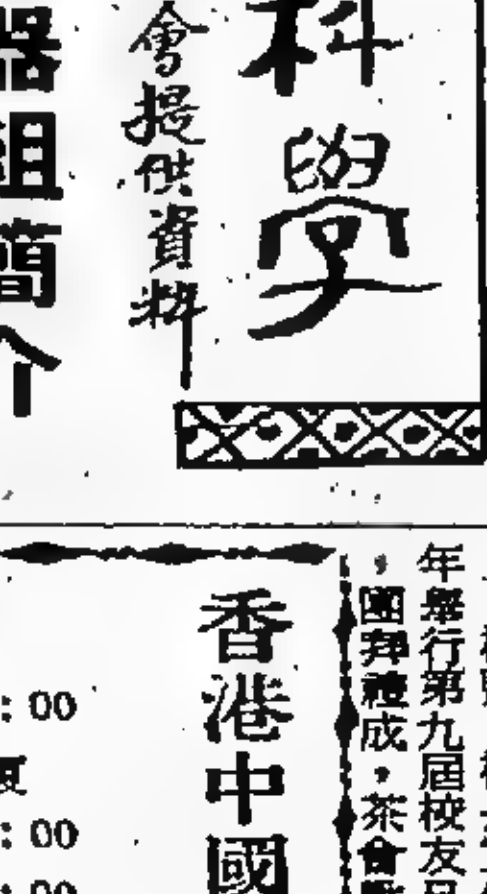 科學
會提供資料
器組簡介
年舉行第九屆校友
，團拜禮成，茶會
香港中國
：00
：00